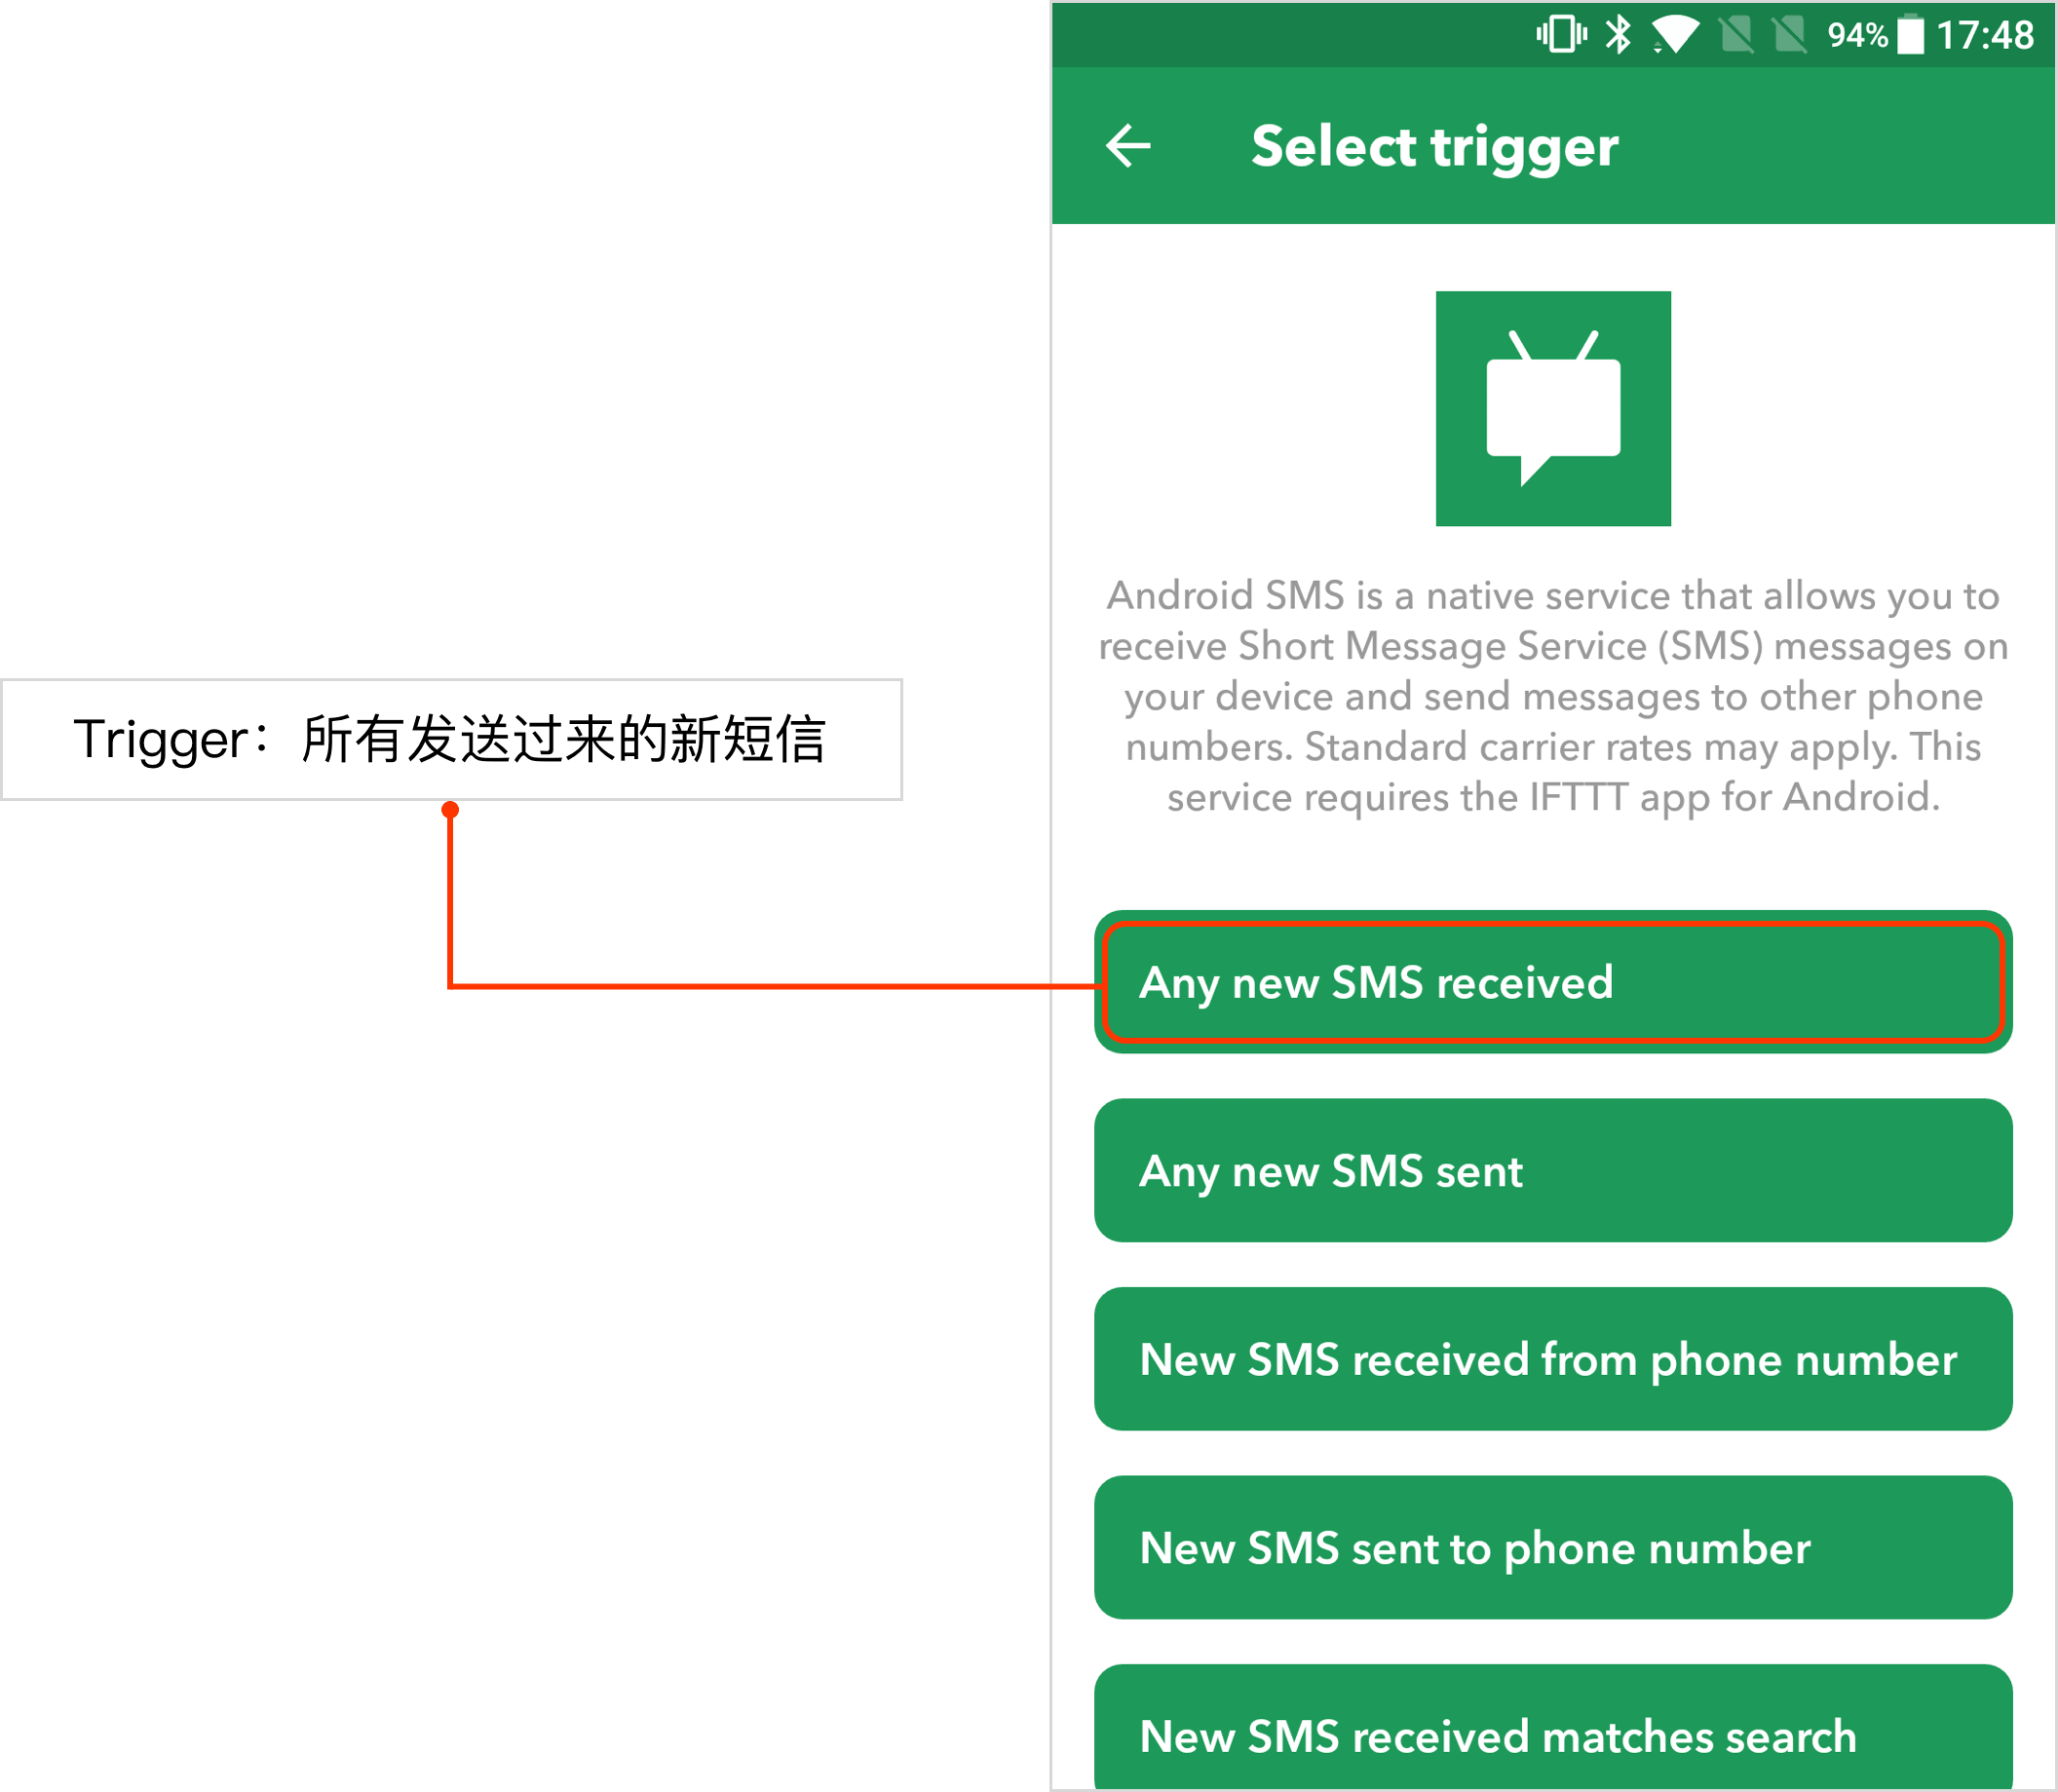 94% 17:48
Select trigger
Android SMS is a native service that allows you to
receive Short Message Service (SMS) messages on
your device and send messages to other phone
numbers. Standard carrier rates may apply. This
service requires the IFTTT app for Android.
Trigger：所有发送过来的新短信
Any new SMS received
Any new SMS sent
New SMS received from phone number
New SMS sent to phone number
New SMS received matches search